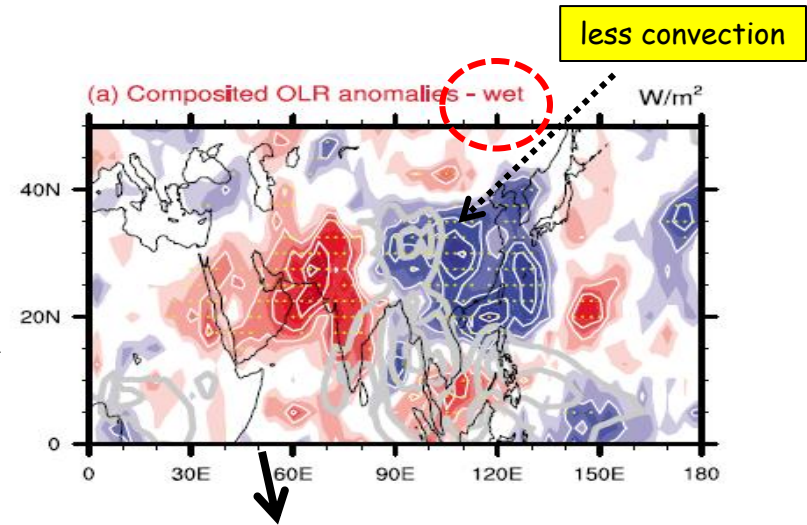 less convection
(a) Composited OLR anomalies - wet
W/m²
40N
20N
0
0 30E 60E 90E 120E 150E 180